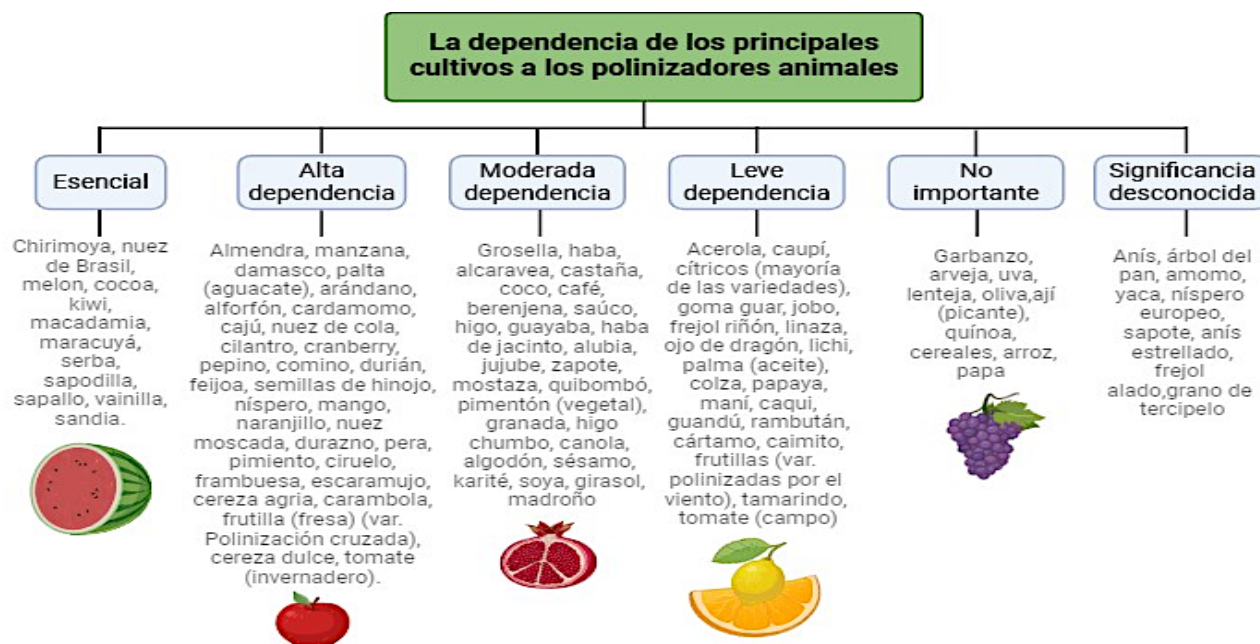 La dependencia de los principales
cultivos a los polinizadores animales
Esencial
Chirimoya, nuez
de Brasil,
melon, cocoa,
kiwi,
macadamia,
maracuyá,
serba,
sapodilla,
sapallo, vainilla,
sandia.
Alta
dependencia
Almendra, manzana,
damasco, palta
(aguacate), arándano,
alforfón, cardamomo,
cajú, nuez de cola,
cilantro, cranberry,
pepino, comino, durián,
feijoa, semillas de hinojo,
níspero, mango,
naranjillo, nuez
moscada, durazno, pera,
pimiento, ciruelo,
frambuesa, escaramujo,
cereza agria, carambola,
frutilla (fresa) (var.
Polinización cruzada),
cereza dulce, tomate
(invernadero).
Moderada
dependencia
Grosella, haba,
alcaravea, castaña,
coco, café,
berenjena, saúco,
higo, guayaba, haba
de jacinto, alubia,
jujube, zapote,
mostaza, quibombó,
pimentón (vegetal),
granada, higo
chumbo, canola,
algodón, sésamo,
karité, soya, girasol,
madroño
Leve
dependencia
Acerola, caupí,
cítricos (mayoría
de las variedades),
goma guar, jobo,
frejol riñón, linaza,
ojo de dragón, lichi,
palma (aceite),
colza, papaya,
maní, caqui,
guandú, rambután,
cártamo, caimito,
frutillas (var.
polinizadas por el
viento), tamarindo,
tomate (campo)
No
importante
Garbanzo,
arveja, uva,
lenteja, oliva,ají
(picante),
quínoa,
cereales, arroz,
papa
Significancia
desconocida
Anís, árbol del
pan, amomo,
yaca, níspero
europeo,
sapote, anís
estrellado,
frejol
alado,grano de
tercipelo